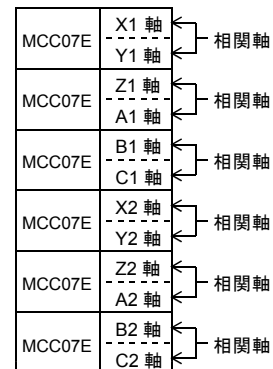 MCC07E
X1 軸
Y1 軸
相関軸
MCC07E
Z1 軸
A1 軸
相関軸
MCC07E
B1 軸
C1 軸
相関軸
MCC07E
X2 軸
Y2 軸
相関軸
MCC07E
Z2 軸
A2 軸
相関軸
MCC07E
B2 軸
C2 軸
相関軸